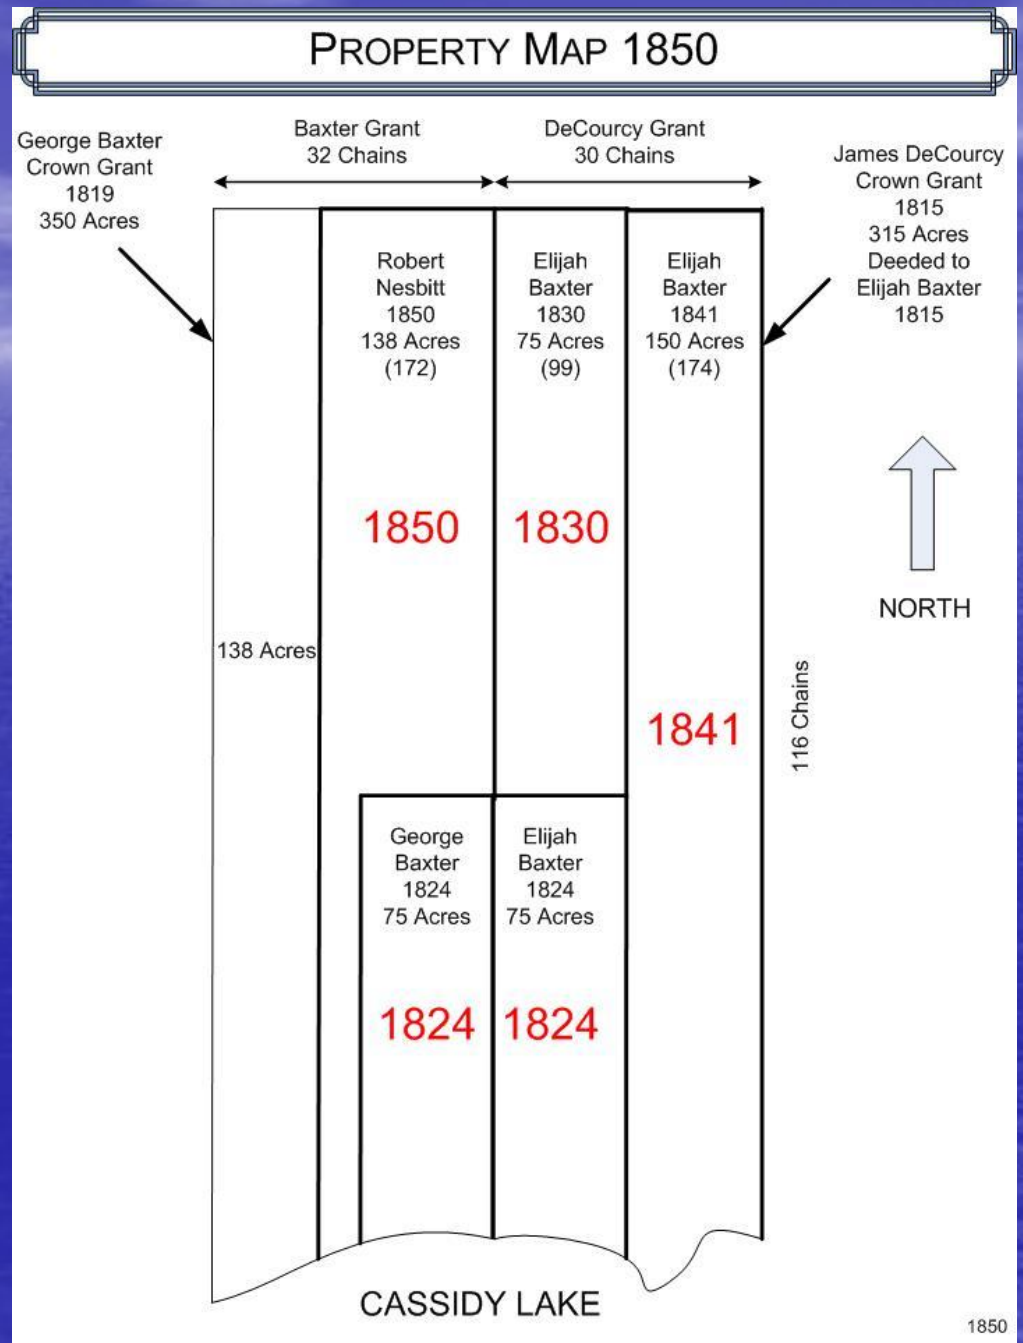 PROPERTY MAP 1850
George Baxter
Crown Grant
1819
350 Acres
Baxter Grant
32 Chains
DeCourcy Grant
30 Chains
James DeCourcy
Crown Grant
1815
315 Acres
Deeded to
Elijah Baxter
1815
Robert
Nesbitt
1850
138 Acres
(172)
Elijah
Baxter
1830
75 Acres
(99)
Elijah
Baxter
1841
150 Acres
(174)
NORTH
1850
1830
138 Acres
1841
116 Chains
George
Baxter
1824
75 Acres
Elijah
Baxter
1824
75 Acres
1824
1824
CASSIDY LAKE
1850